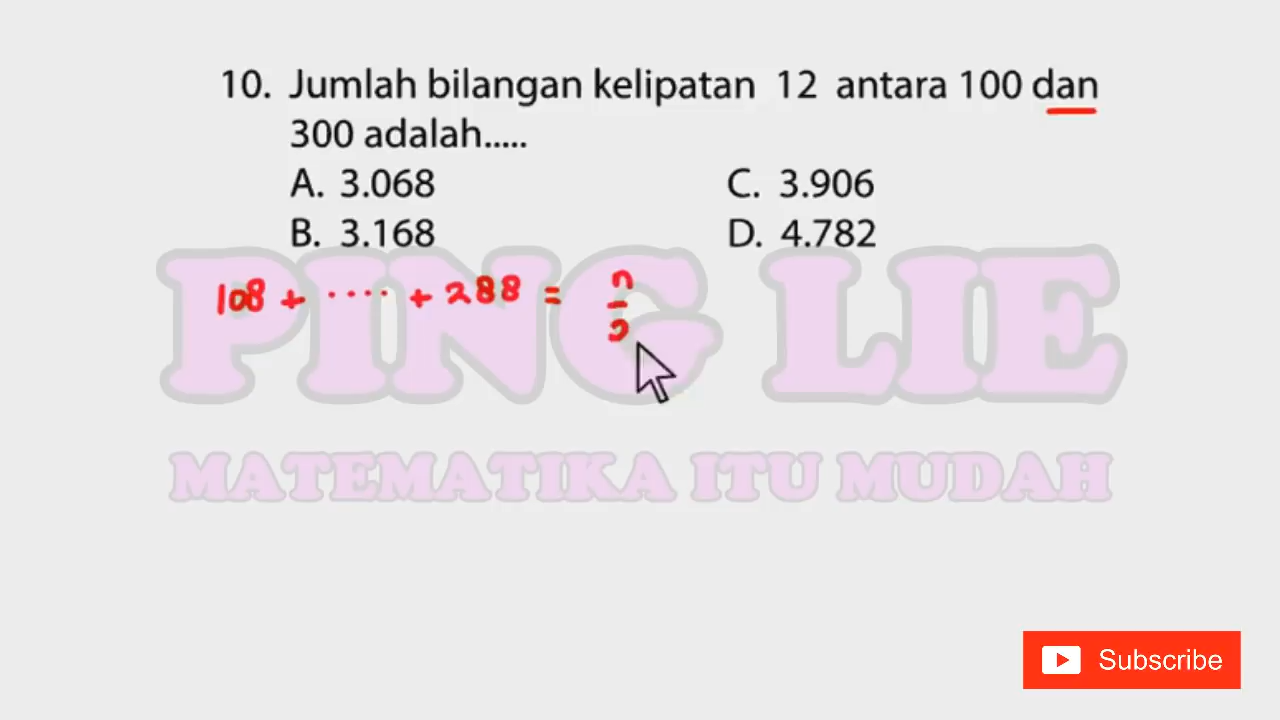 10. Jumlah bilangan kelipatan 12 antara 100 dan
300 adalah.....
A. 3.068
C. 3.906
B. 3.168
D. 4.782
108 + .... + 288 = n/2
PING LIE
MATEMATIKA ITU MUDAH
Subscribe